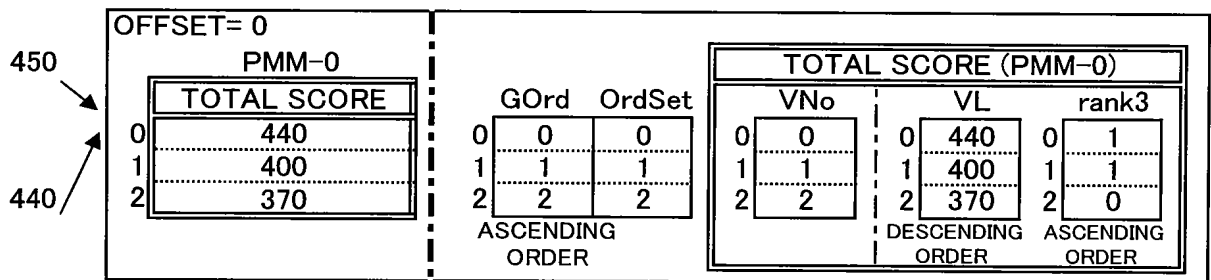 OFFSET= 0
450
PMM-0
TOTAL SCORE (PMM-0)
TOTAL SCORE
GOrd OrdSet
VNo VL rank3
0 440
0 0 0
0 0
0 440
0 1
1 400
1 1 1
1 1
1 400
1 1
440
2 370
2 2 2
2 2
2 370
2 0
ASCENDING
ORDER
DESCENDING
ORDER
ASCENDING
ORDER